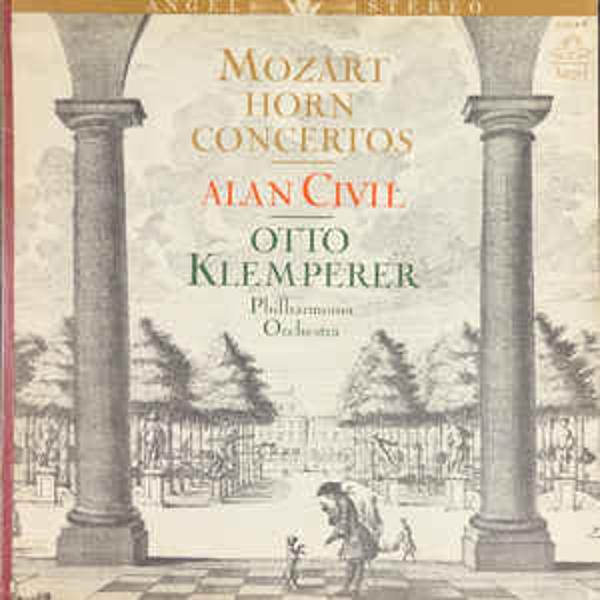 ANGEL STEREO
MOZART
HORN
CONCERTOS
ALAN CIVIL
OTTO
KLEMPERER
Philharmonia
Orchestra